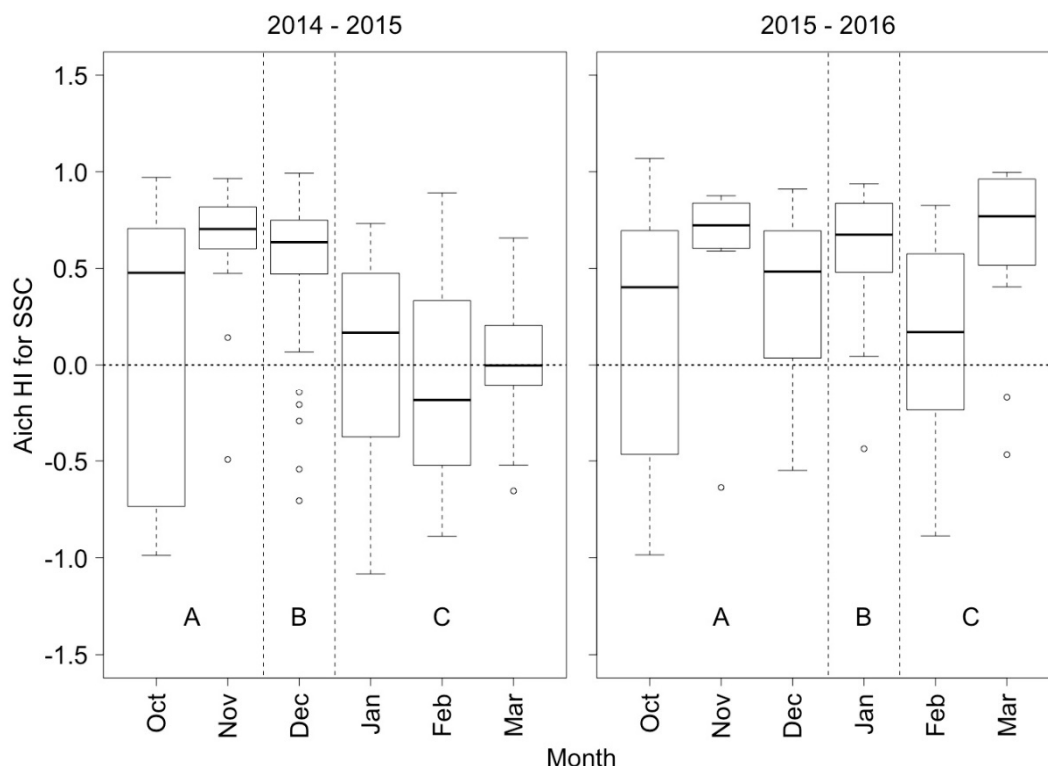 2014 - 2015
2015 - 2016
Aich HI for SSC
1.5
1.0
0.5
0.0
-0.5
-1.0
-1.5
A
B
C
A
B
C
Oct
Nov
Dec
Jan
Feb
Mar
Oct
Nov
Dec
Jan
Feb
Mar
Month